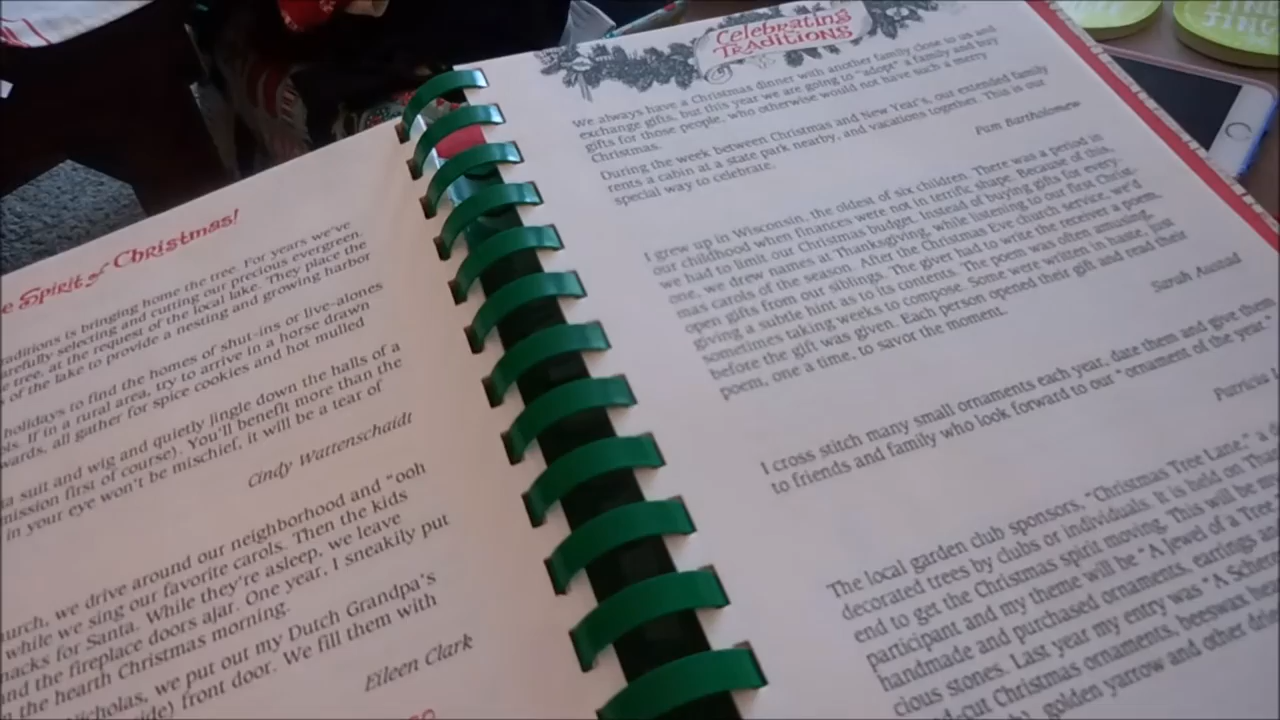 e Spirit of Christmas!
raditions is bringing home the tree. For years we've
refully selecting and cutting our precious evergreen.
e tree, at the request of the local lake. They place the
of the lake to provide a nesting and growing harbor
holidays to find the homes of shut-ins or live-alones
ls. If in a rural area, try to arrive in a horse drawn
wards, all gather for spice cookies and hot mulled
ta suit and wig and quietly jingle down the halls of a
mission first of course). You'll benefit more than the
in your eye won't be mischief, it will be a tear of
Cindy Wattenschaidt
urch, we drive around our neighborhood and "ooh
while we sing our favorite carols. Then the kids
nacks for Santa. While they're asleep, we leave
nd the fireplace doors ajar. One year, I sneakily put
the hearth Christmas morning.
Nicholas, we put out my Dutch Grandpa's
ide) front door. We fill them with
Eileen Clark
Celebrating
Traditions
We always have a Christmas dinner with another family close to us and
exchange gifts, but this year we are going to "adopt" a family and buy
gifts for those people, who otherwise would not have such a merry
Christmas.
During the week between Christmas and New Year's, our extended family
rents a cabin at a state park nearby, and vacations together. This is our
special way to celebrate.
Pam Bartholomew
I grew up in Wisconsin, the oldest of six children. There was a period in
our childhood when finances were not in terrific shape. Because of this,
we had to limit our Christmas budget. Instead of buying gifts for every-
one, we drew names at Thanksgiving, while listening to our first Christ-
mas carols of the season. After the Christmas Eve church service, we'd
open gifts from our siblings. The giver had to write the receiver a poem,
giving a subtle hint as to its contents. The poem was often amusing,
sometimes taking weeks to compose. Some were written in haste, just
before the gift was given. Each person opened their gift and read their
poem, one a time, to savor the moment.
Sarah Austad
I cross stitch many small ornaments each year, date them and give them
to friends and family who look forward to our "ornament of the year."
Patricia
The local garden club sponsors, "Christmas Tree Lane," a
decorated trees by clubs or individuals. It is held on Than
end to get the Christmas spirit moving. This will be my
participant and my theme will be "A Jewel of a Tree
handmade and purchased ornaments, earrings an
cious stones. Last year my entry was "A Scher
d-cut Christmas ornaments, beeswax hea
golden yarrow and other drie
JING